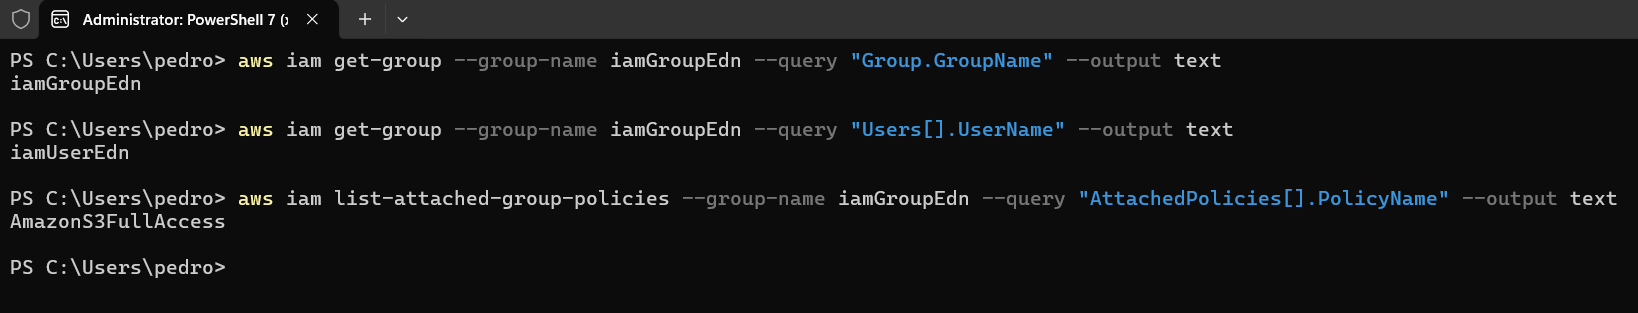 Administrator: PowerShell 7 (x
PS C:\Users\pedro> aws iam get-group --group-name iamGroupEdn --query "Group.GroupName" --output text
iamGroupEdn
PS C:\Users\pedro> aws iam get-group --group-name iamGroupEdn --query "Users[].UserName" --output text
iamUserEdn
PS C:\Users\pedro> aws iam list-attached-group-policies --group-name iamGroupEdn --query "AttachedPolicies[].PolicyName" --output text
AmazonS3FullAccess
PS C:\Users\pedro>